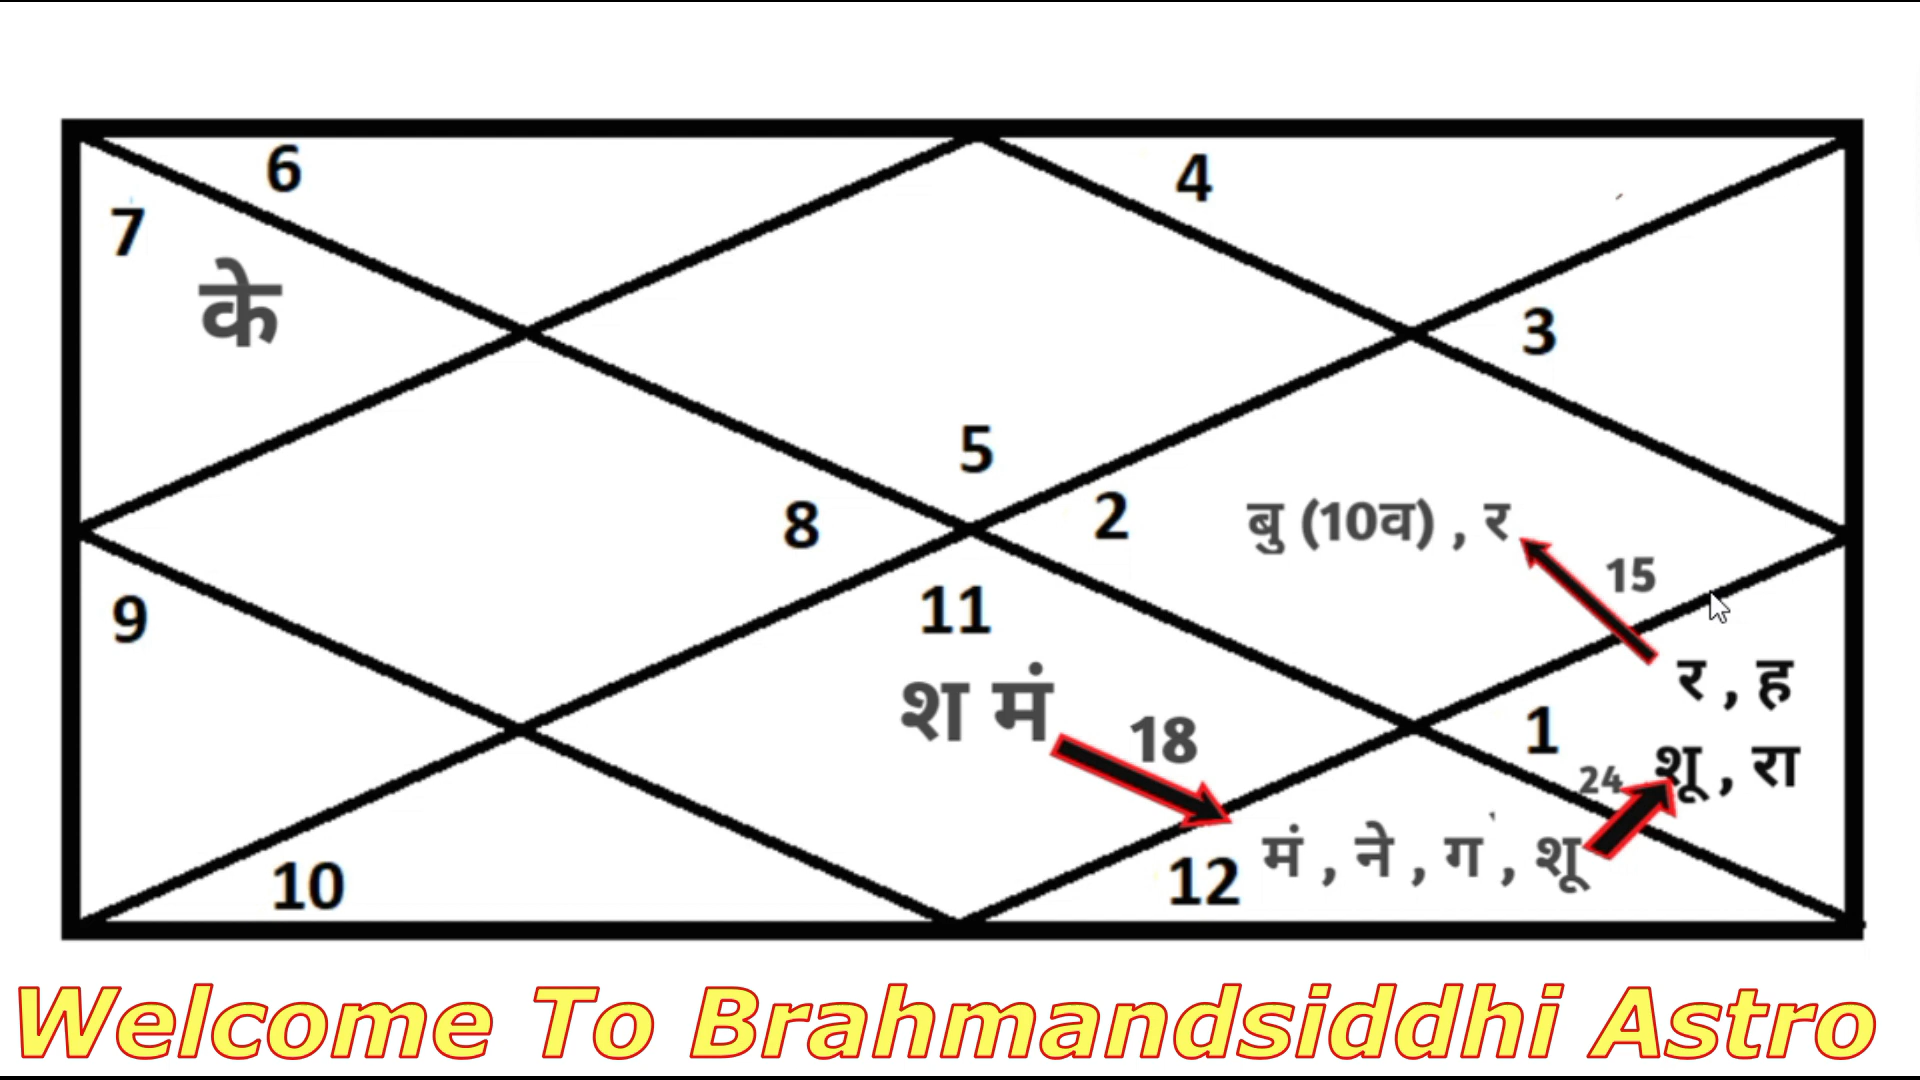 6
4
7
के
3
5
8
2
बु (10व) , र
15
9
11
र , ह
श मं
18
1
शू , रा
24
12
मं , ने , ग , शू
10
Welcome To Brahmandsiddhi Astro